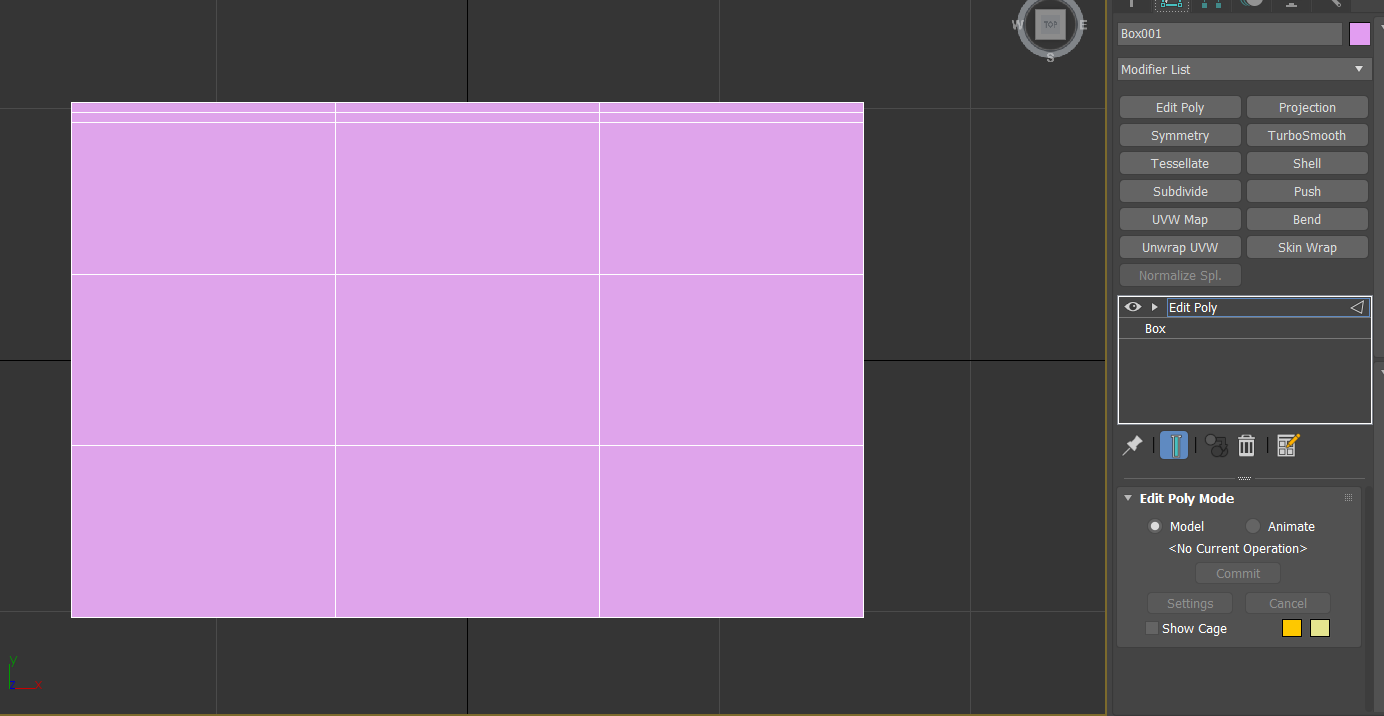 W TOP E
S
Box001
Modifier List
Edit Poly Projection
Symmetry TurboSmooth
Tessellate Shell
Subdivide Push
UVW Map Bend
Unwrap UVW Skin Wrap
Normalize Spl.
Edit Poly
Box
Edit Poly Mode
Model Animate
<No Current Operation>
Commit
Settings Cancel
Show Cage
y
z x